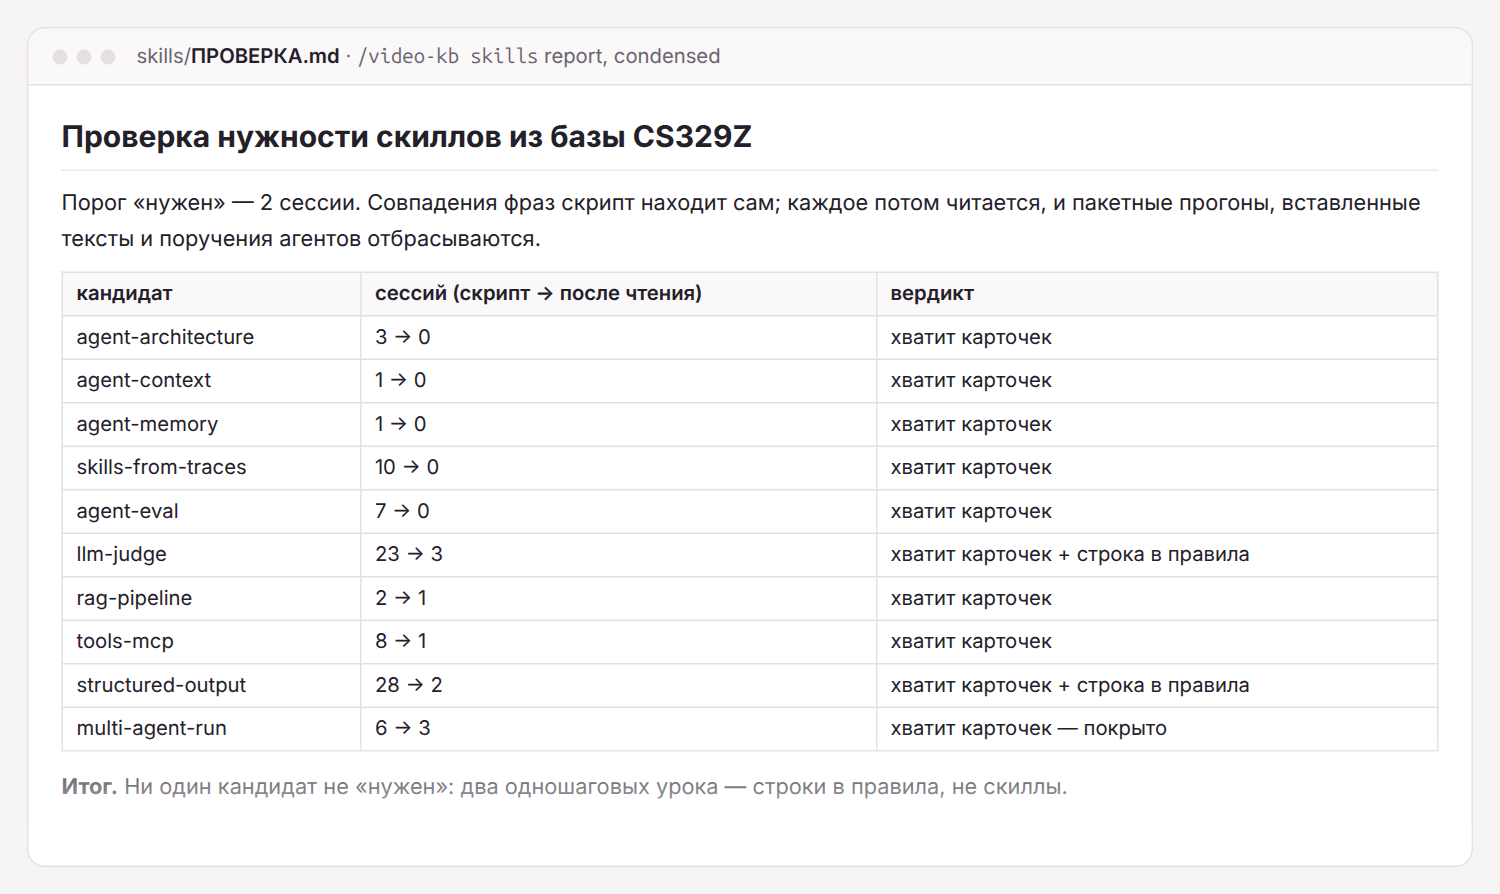 skills/ПРОВЕРКА.md · /video-kb skills report, condensed
Проверка нужности скиллов из базы CS329Z
Порог «нужен» — 2 сессии. Совпадения фраз скрипт находит сам; каждое потом читается, и пакетные прогоны, вставленные
тексты и поручения агентов отбрасываются.
кандидат сессий (скрипт → после чтения) вердикт
agent-architecture 3 → 0 хватит карточек
agent-context 1 → 0 хватит карточек
agent-memory 1 → 0 хватит карточек
skills-from-traces 10 → 0 хватит карточек
agent-eval 7 → 0 хватит карточек
llm-judge 23 → 3 хватит карточек + строка в правила
rag-pipeline 2 → 1 хватит карточек
tools-mcp 8 → 1 хватит карточек
structured-output 28 → 2 хватит карточек + строка в правила
multi-agent-run 6 → 3 хватит карточек — покрыто
Итог. Ни один кандидат не «нужен»: два одношаговых урока — строки в правила, не скиллы.